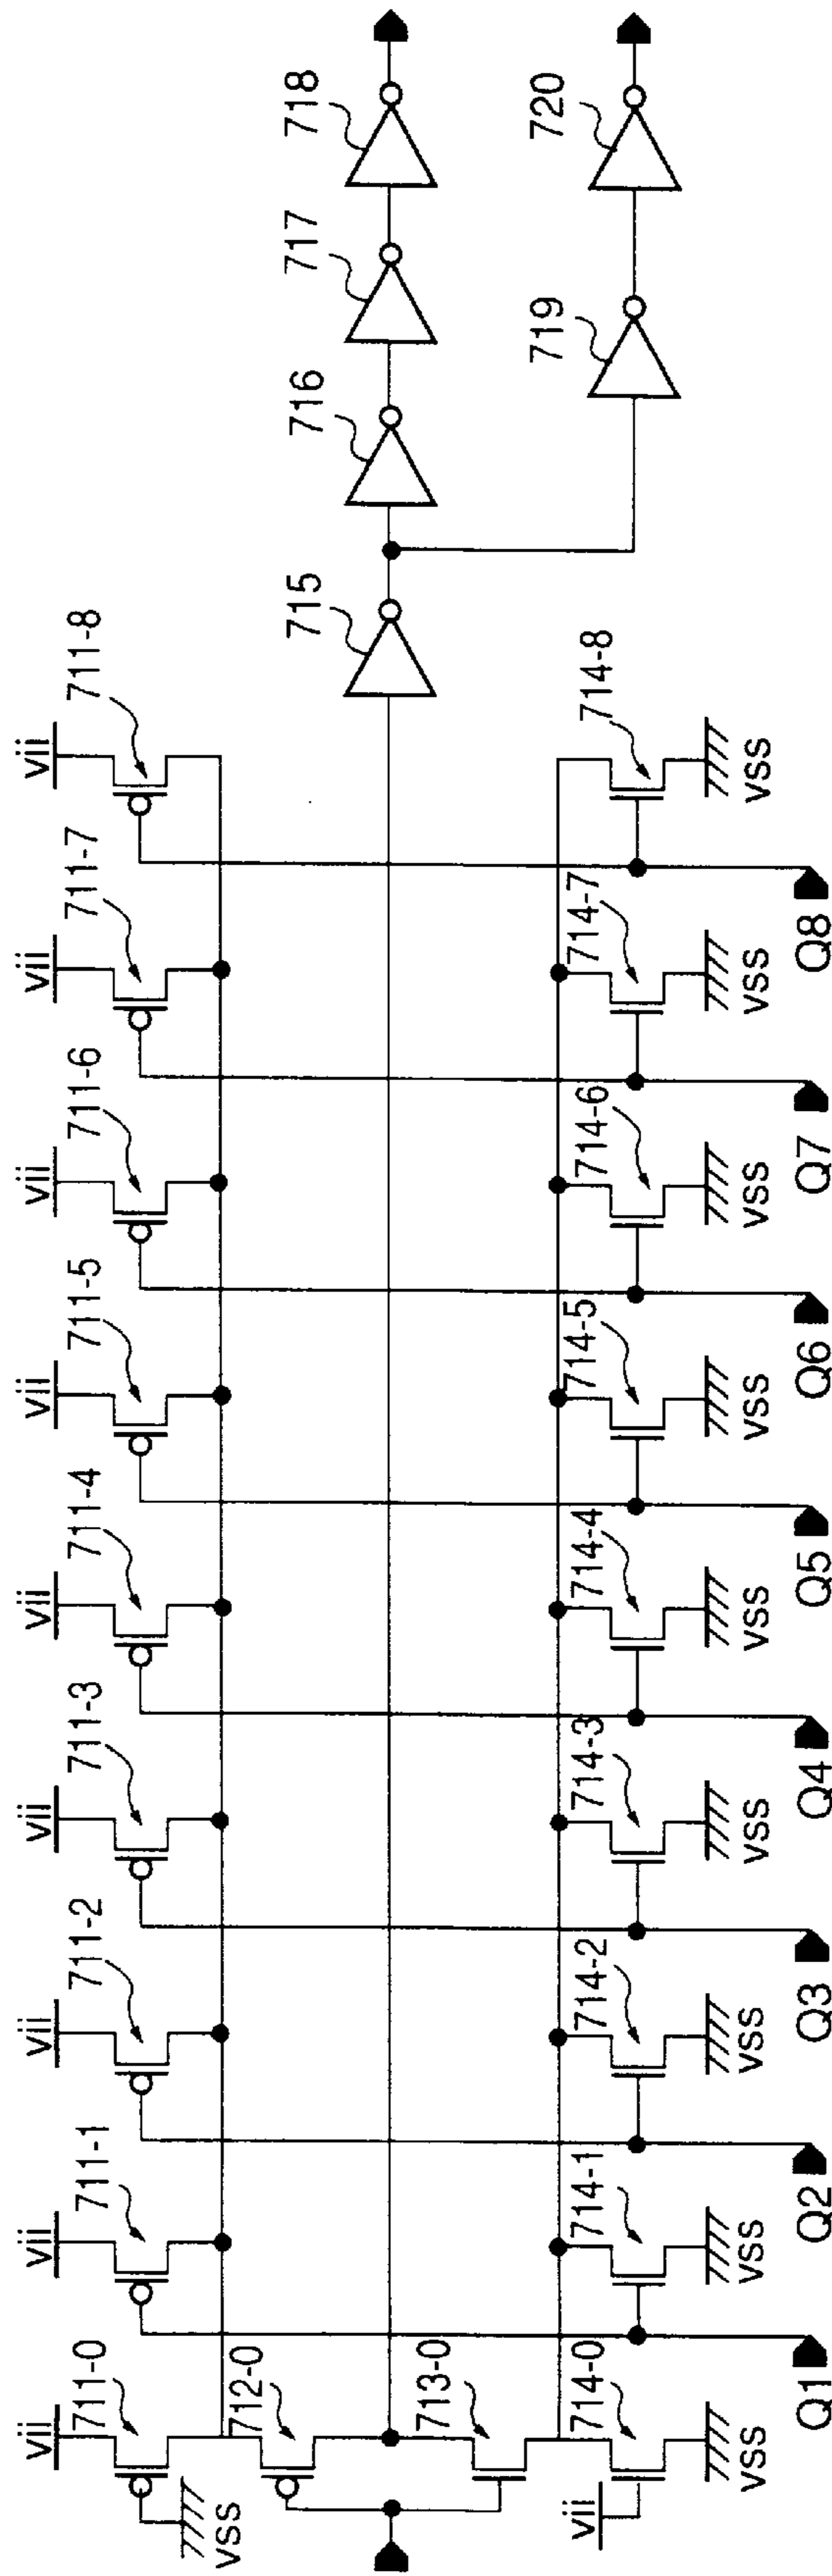 vii vii vii vii vii vii vii vii vii
711-0 711-1 711-2 711-3 711-4 711-5 711-6 711-7 711-8
vss
712-0
715 716 717 718
713-0
719 720
714-0 714-1 714-2 714-3 714-4 714-5 714-6 714-7 714-8
vii
vss vss vss vss vss vss vss vss vss
Q1 Q2 Q3 Q4 Q5 Q6 Q7 Q8